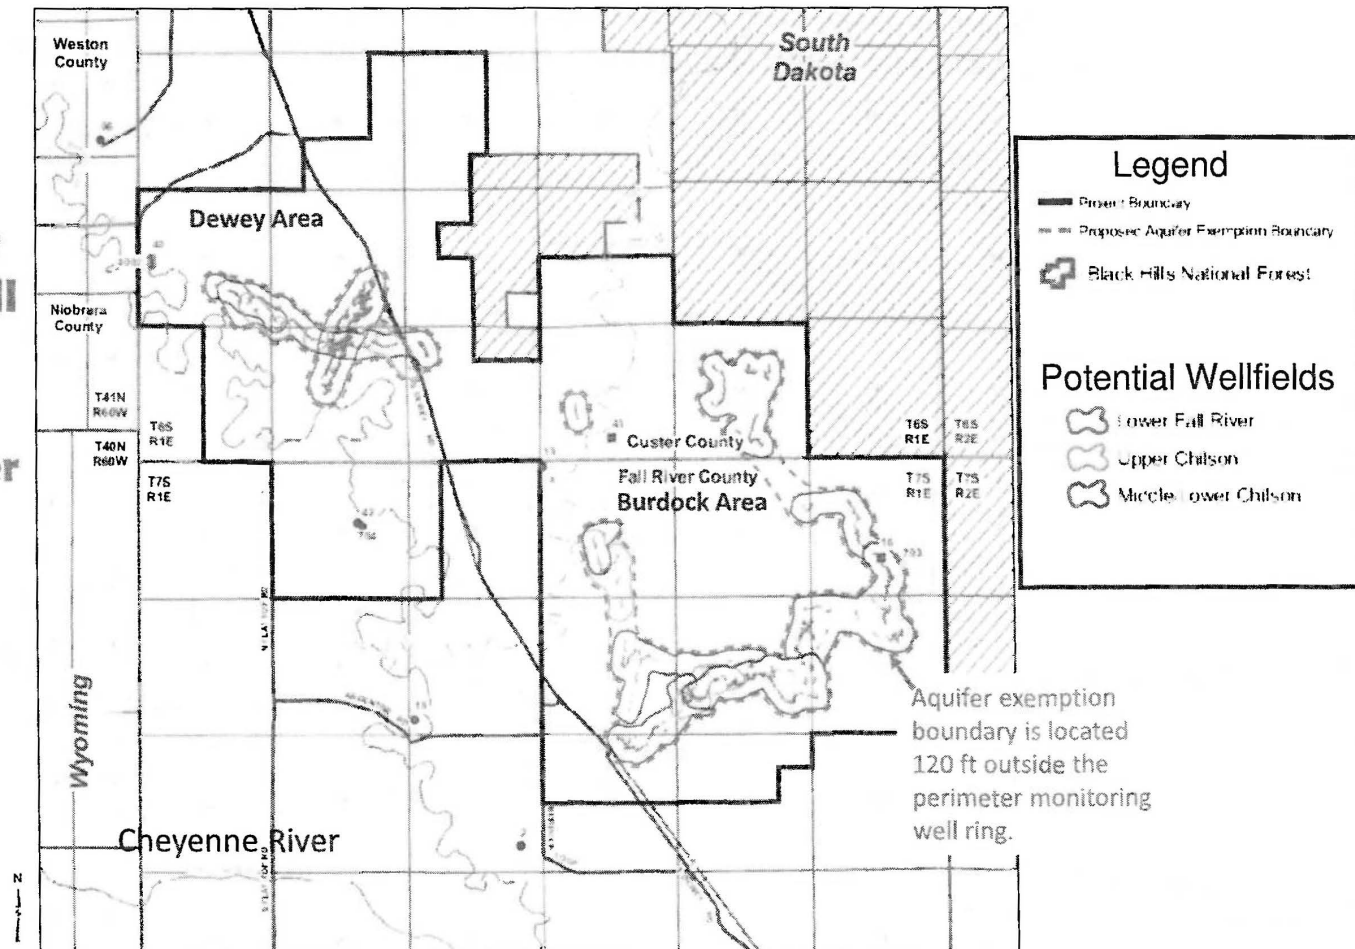 Weston
County
South
Dakota
Dewey Area
Niobrara
County
T41N
R60W
T6S
R1E
T40N
R60W
T7S
R1E
Custer County
Fall River County
Burdock Area
T6S
R1E
T6S
R2E
T7S
R1E
T7S
R2E
Wyoming
Cheyenne River
N
Aquifer exemption
boundary is located
120 ft outside the
perimeter monitoring
well ring.
Legend
Project Boundary
Proposed Aquifer Exemption Boundary
Black Hills National Forest
Potential Wellfields
Lower Fall River
Upper Chilson
Middle Lower Chilson